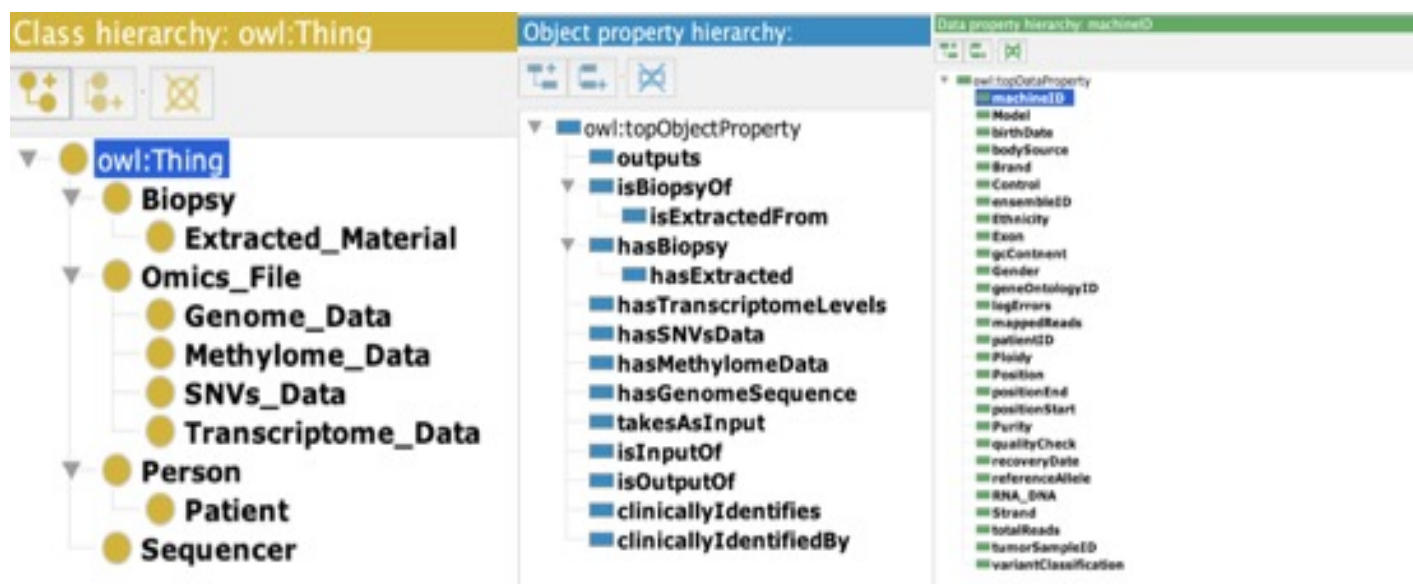 Class hierarchy: owl:Thing
owl:Thing
Biopsy
Extracted_Material
Omics_File
Genome_Data
Methylome_Data
SNVs_Data
Transcriptome_Data
Person
Patient
Sequencer
Object property hierarchy:
owl:topObjectProperty
outputs
isBiopsyOf
isExtractedFrom
hasBiopsy
hasExtracted
hasTranscriptomeLevels
hasSNVsData
hasMethylomeData
hasGenomeSequence
takesAsInput
isInputOf
isOutputOf
clinicallyIdentifies
clinicallyIdentifiedBy
Data property hierarchy: machineID
owl:topDataProperty
machineID
Model
birthDate
bodySource
Brand
Control
ensembleID
Ethnicity
Exon
gcContnent
Gender
geneOntologyID
logErrors
mappedReads
patientID
Ploidy
Position
positionEnd
positionStart
Purity
qualityCheck
recoveryDate
referenceAllele
RNA_DNA
Strand
totalReads
tumorSampleID
variantClassification